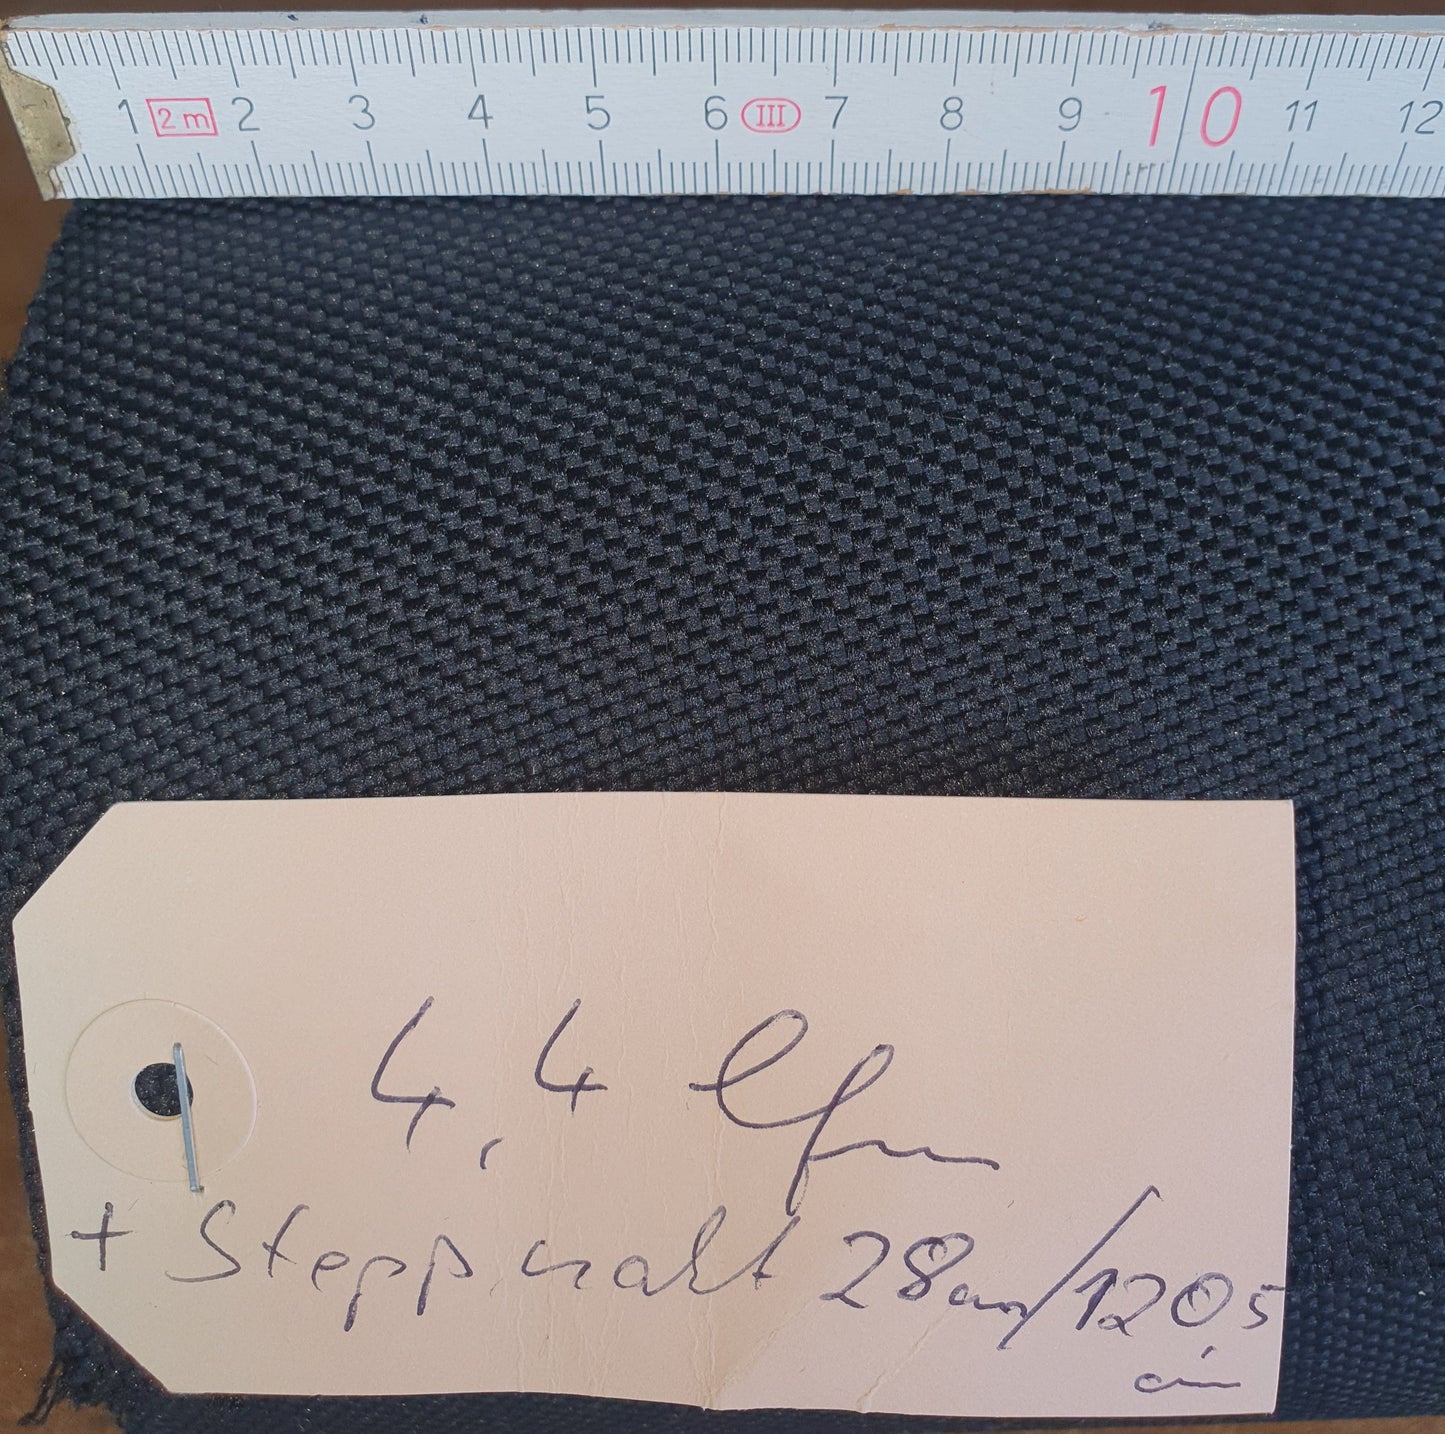 1 2 m 2 3 4 5 6 III 7 8 9 10 11 12
4,4 lfm
+ Steppnaht 28cm/120,5
cm